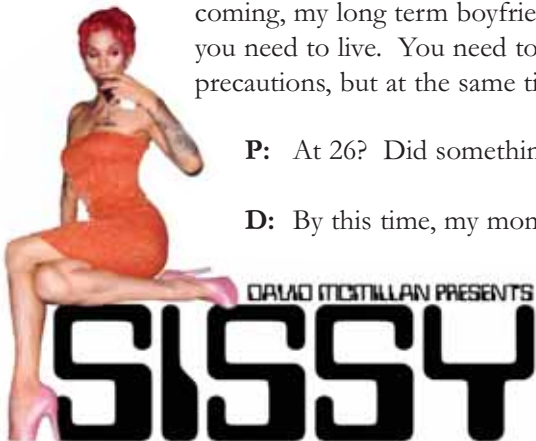 coming, my long term boyfrie
you need to live. You need to
precautions, but at the same ti
P: At 26? Did somethin
D: By this time, my mon
DAVID MCMILLAN PRESENTS
SISSY